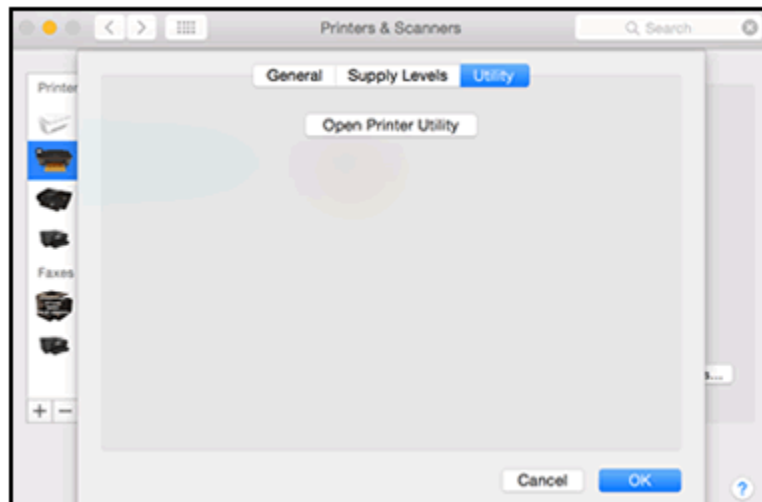 Printers & Scanners
Search
General Supply Levels Utility
Printer
Open Printer Utility
Faxes
s...
+ −
Cancel OK
?